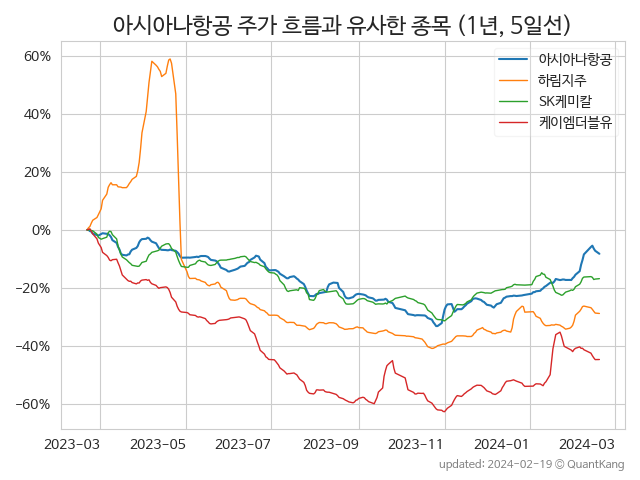 아시아나항공 주가 흐름과 유사한 종목 (1년, 5일선)
아시아나항공
하림지주
SK케미칼
케이엠더블유
60%
40%
20%
0%
−20%
−40%
−60%
2023-03
2023-05
2023-07
2023-09
2023-11
2024-01
2024-03
updated: 2024-02-19 © QuantKang